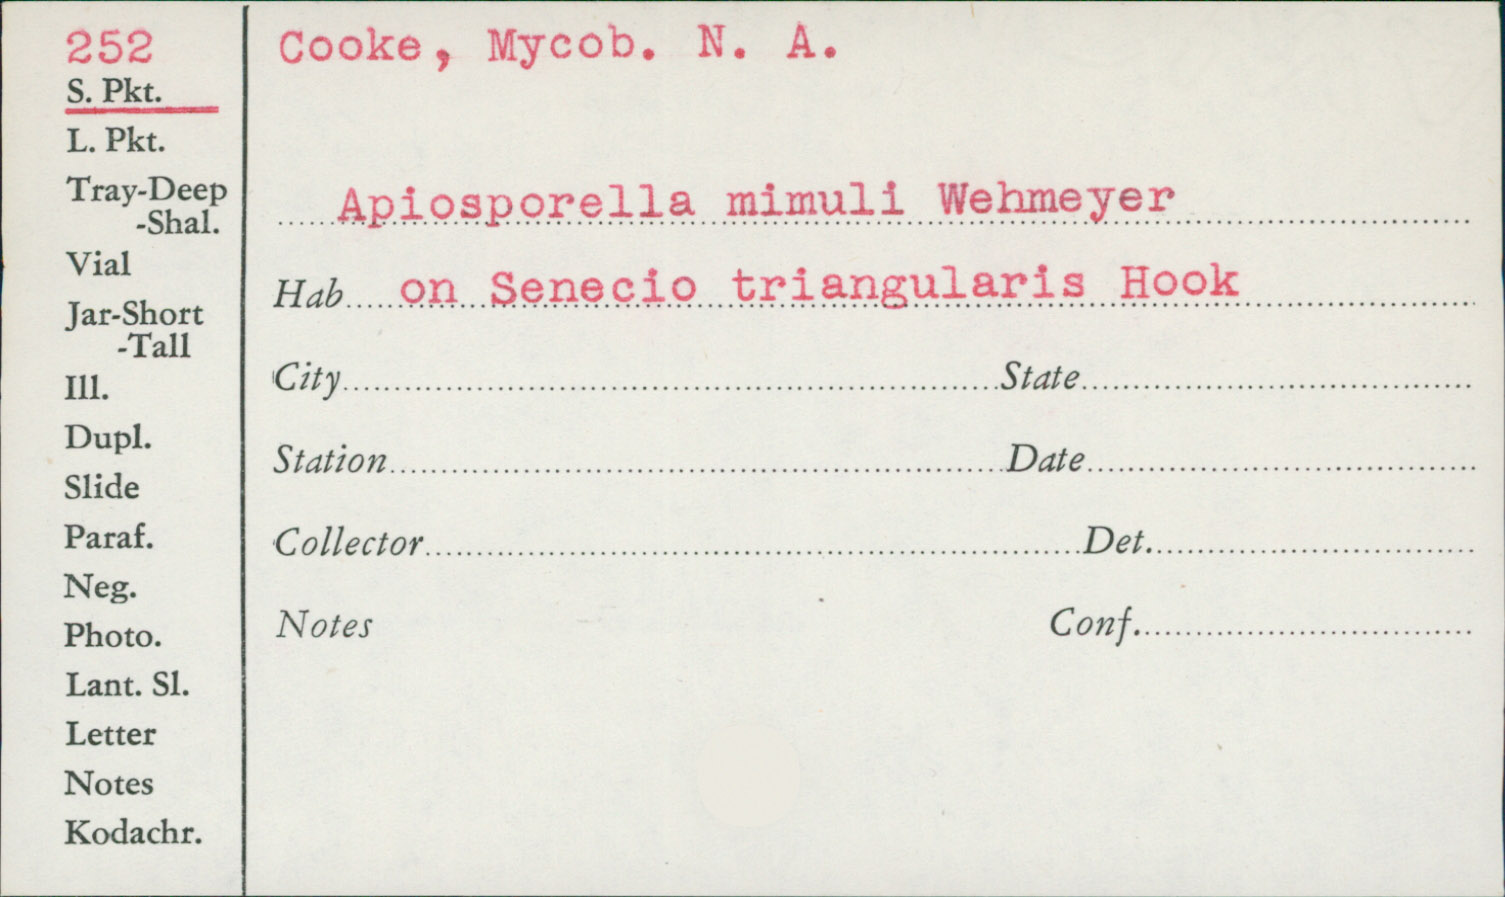 252
S. Pkt.
L. Pkt.
Tray-Deep
-Shal.
Vial
Jar-Short
-Tall
Ill.
Dupl.
Slide
Paraf.
Neg.
Photo.
Lant. Sl.
Letter
Notes
Kodachr.
Cooke, Mycob. N. A.
Apiosporella mimuli Wehmeyer
Hab on Senecio triangularis Hook
City State
Station Date
Collector Det.
Notes Conf.